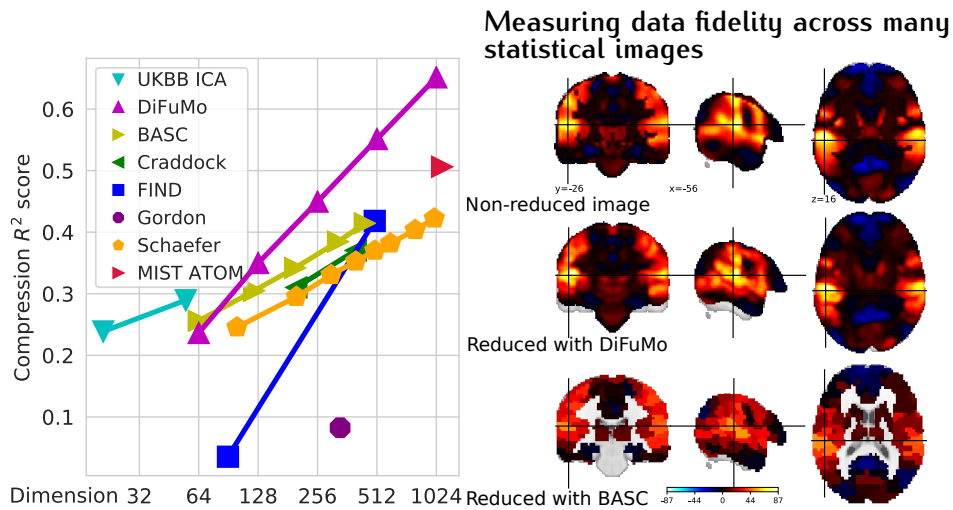 Measuring data fidelity across many
statistical images
Compression R² score
0.6
0.5
0.4
0.3
0.2
0.1
UKBB ICA
DiFuMo
BASC
Craddock
FIND
Gordon
Schaefer
MIST ATOM
Dimension 32 64 128 256 512 1024
y=-26 x=-56 z=16
Non-reduced image
Reduced with DiFuMo
Reduced with BASC
-87 -44 0 44 87